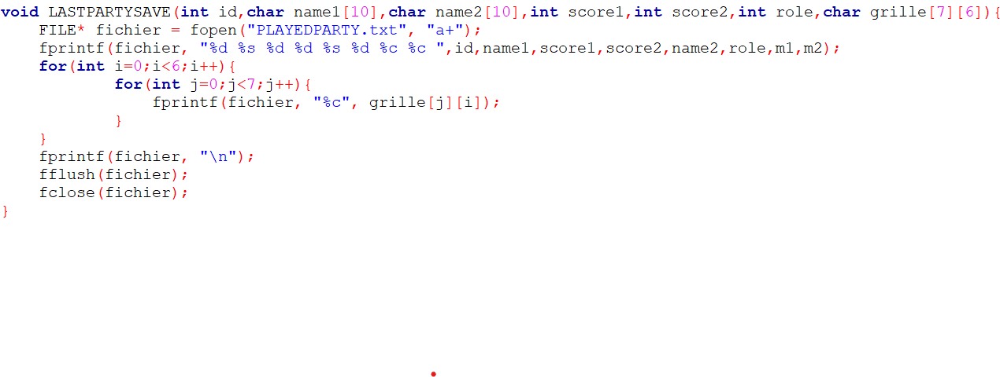 void LASTPARTYSAVE(int id,char name1[10],char name2[10],int score1,int score2,int role,char grille[7][6]){
    FILE* fichier = fopen("PLAYEDPARTY.txt", "a+");
    fprintf(fichier, "%d %s %d %d %s %d %c %c ",id,name1,score1,score2,name2,role,m1,m2);
    for(int i=0;i<6;i++){
            for(int j=0;j<7;j++){
                fprintf(fichier, "%c", grille[j][i]);
            }
    }
    fprintf(fichier, "\n");
    fflush(fichier);
    fclose(fichier);
}